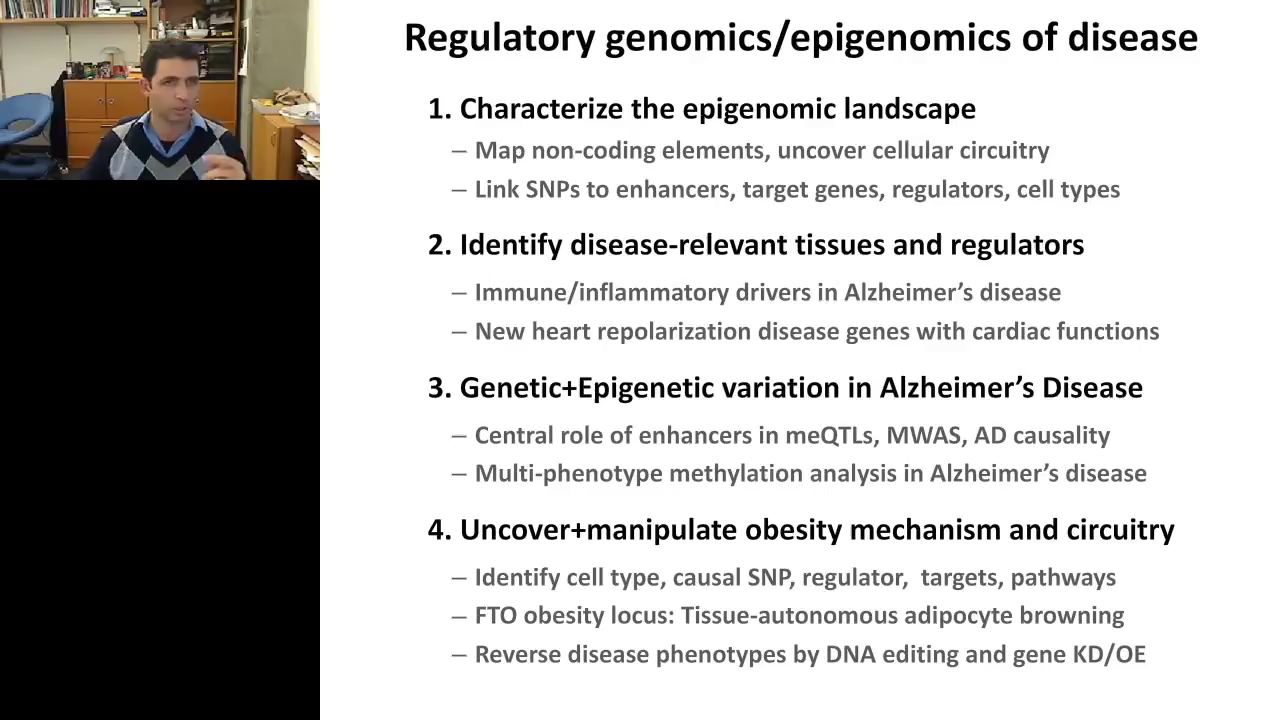 Regulatory genomics/epigenomics of disease
1. Characterize the epigenomic landscape
– Map non-coding elements, uncover cellular circuitry
– Link SNPs to enhancers, target genes, regulators, cell types
2. Identify disease-relevant tissues and regulators
– Immune/inflammatory drivers in Alzheimer’s disease
– New heart repolarization disease genes with cardiac functions
3. Genetic+Epigenetic variation in Alzheimer’s Disease
– Central role of enhancers in meQTLs, MWAS, AD causality
– Multi-phenotype methylation analysis in Alzheimer’s disease
4. Uncover+manipulate obesity mechanism and circuitry
– Identify cell type, causal SNP, regulator,  targets, pathways
– FTO obesity locus: Tissue-autonomous adipocyte browning
– Reverse disease phenotypes by DNA editing and gene KD/OE